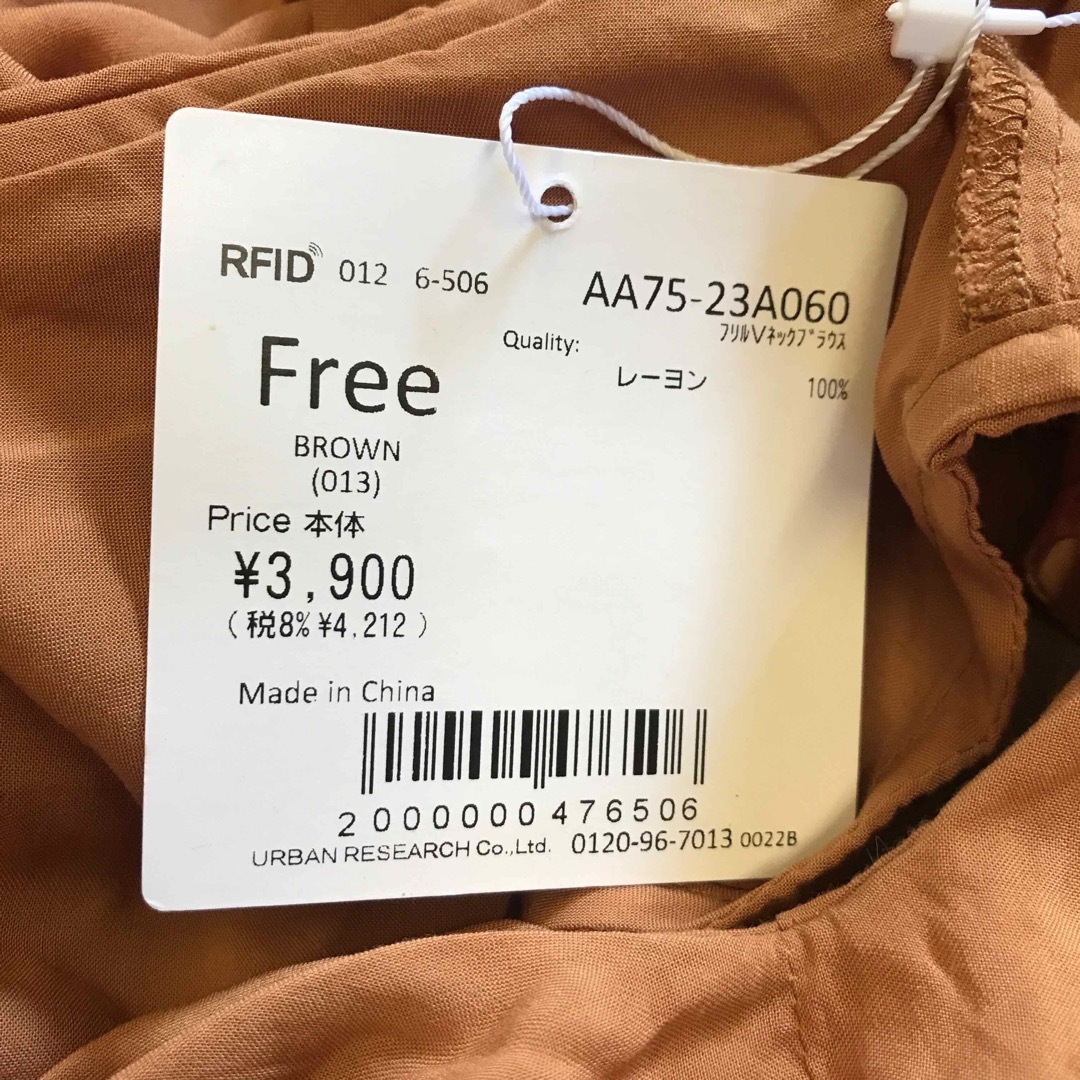 RFID 012 6-506
AA75-23A060
フリルVネックブラウス
Free
Quality:
レーヨン 100%
BROWN
(013)
Price 本体
¥3,900
(税8% ¥4,212)
Made in China
2000000476506
URBAN RESEARCH Co.,Ltd. 0120-96-7013 0022B